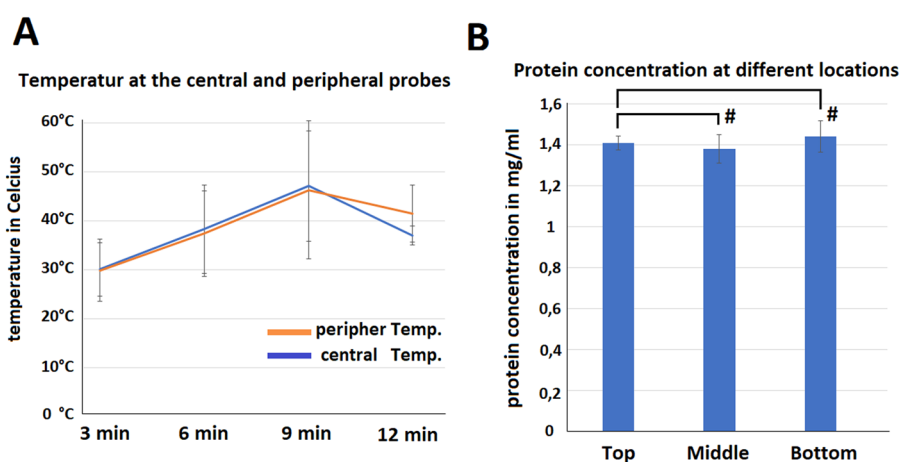 A
Temperatur at the central and peripheral probes
temperature in Celcius
60°C
50°C
40°C
30°C
20°C
10°C
0 °C
3 min 6 min 9 min 12 min
peripher Temp.
central Temp.
B
Protein concentration at different locations
protein concentration in mg/ml
1,6
1,4
1,2
1
0,8
0,6
0,4
0,2
0
#
#
Top Middle Bottom